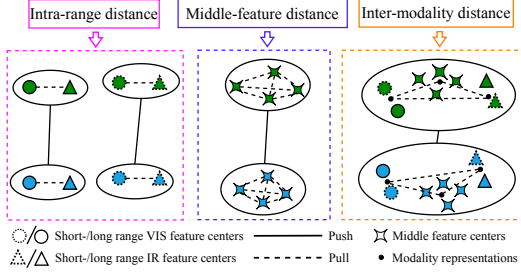 Intra-range distance
Middle-feature distance
Inter-modality distance
Short-/long range VIS feature centers
Push
Middle feature centers
Short-/long range IR feature centers
Pull
Modality representations